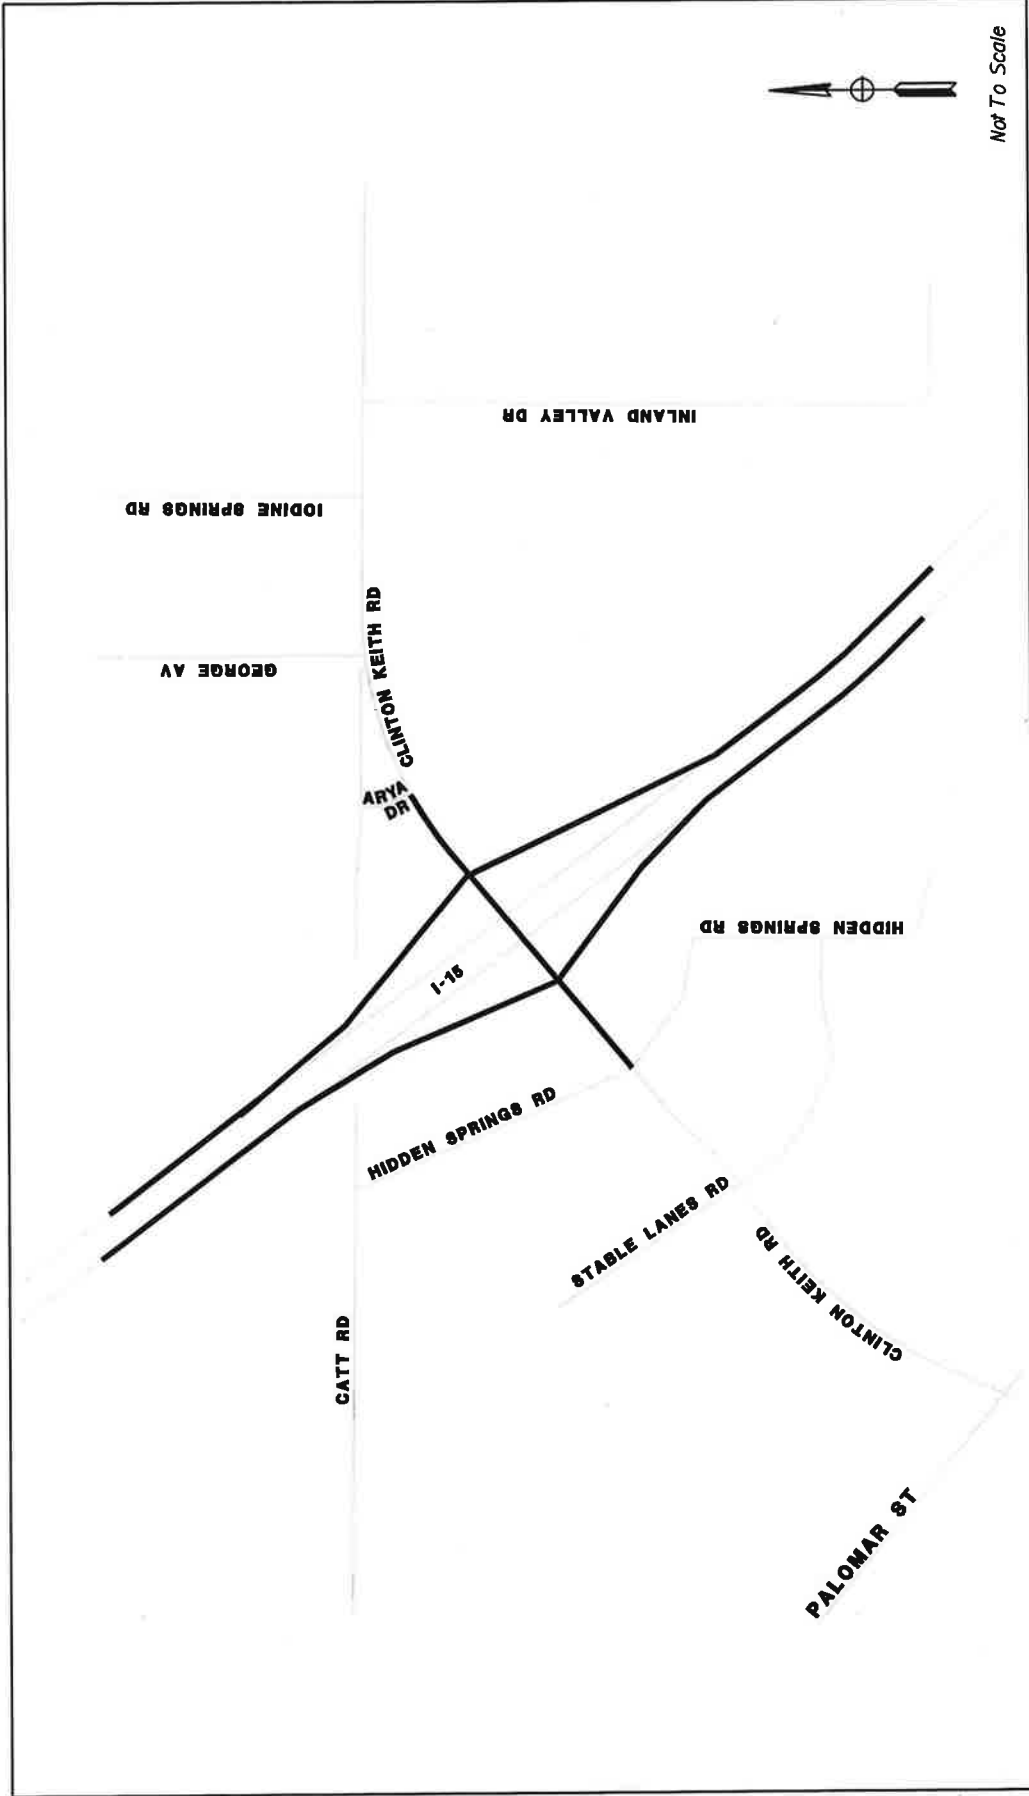 Not To Scale
INLAND VALLEY DR
IODINE SPRINGS RD
GEORGE AV
CLINTON KEITH RD
ARYA
DR
I-15
HIDDEN SPRINGS RD
HIDDEN SPRINGS RD
STABLE LANES RD
CLINTON KEITH RD
CATT RD
PALOMAR ST